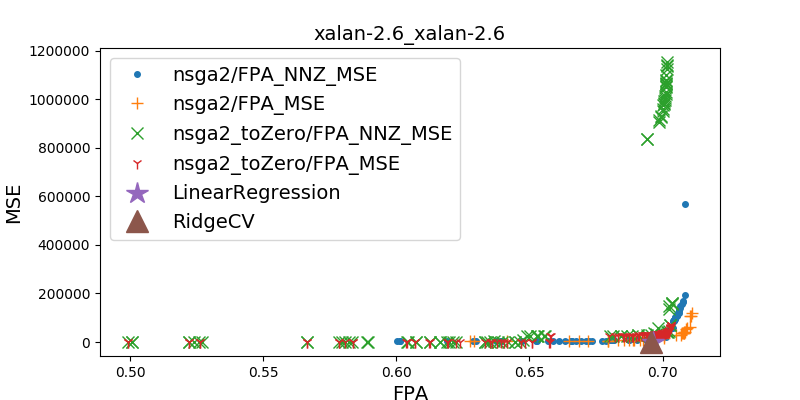 xalan-2.6_xalan-2.6
1200000
1000000
800000
600000
400000
200000
0
MSE
nsga2/FPA_NNZ_MSE
nsga2/FPA_MSE
nsga2_toZero/FPA_NNZ_MSE
nsga2_toZero/FPA_MSE
LinearRegression
RidgeCV
0.50 0.55 0.60 0.65 0.70
FPA